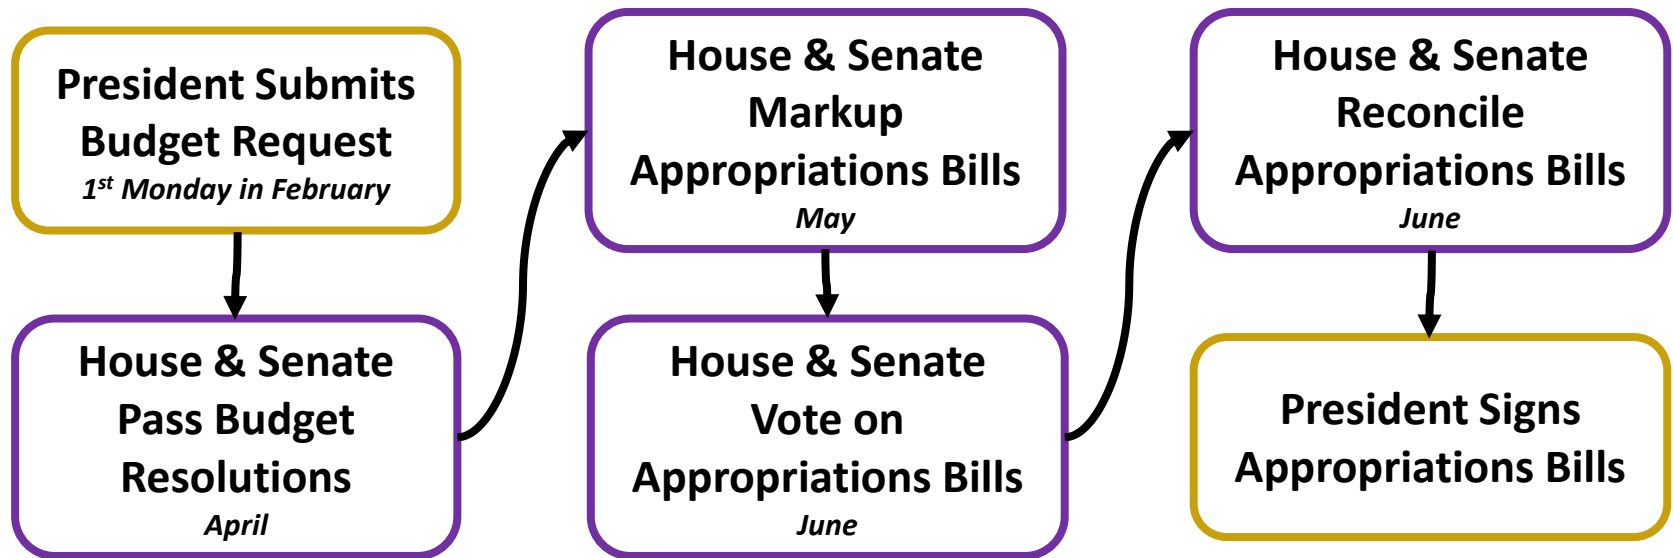 President Submits
Budget Request
1st Monday in February
House & Senate
Pass Budget
Resolutions
April
House & Senate
Markup
Appropriations Bills
May
House & Senate
Vote on
Appropriations Bills
June
House & Senate
Reconcile
Appropriations Bills
June
President Signs
Appropriations Bills